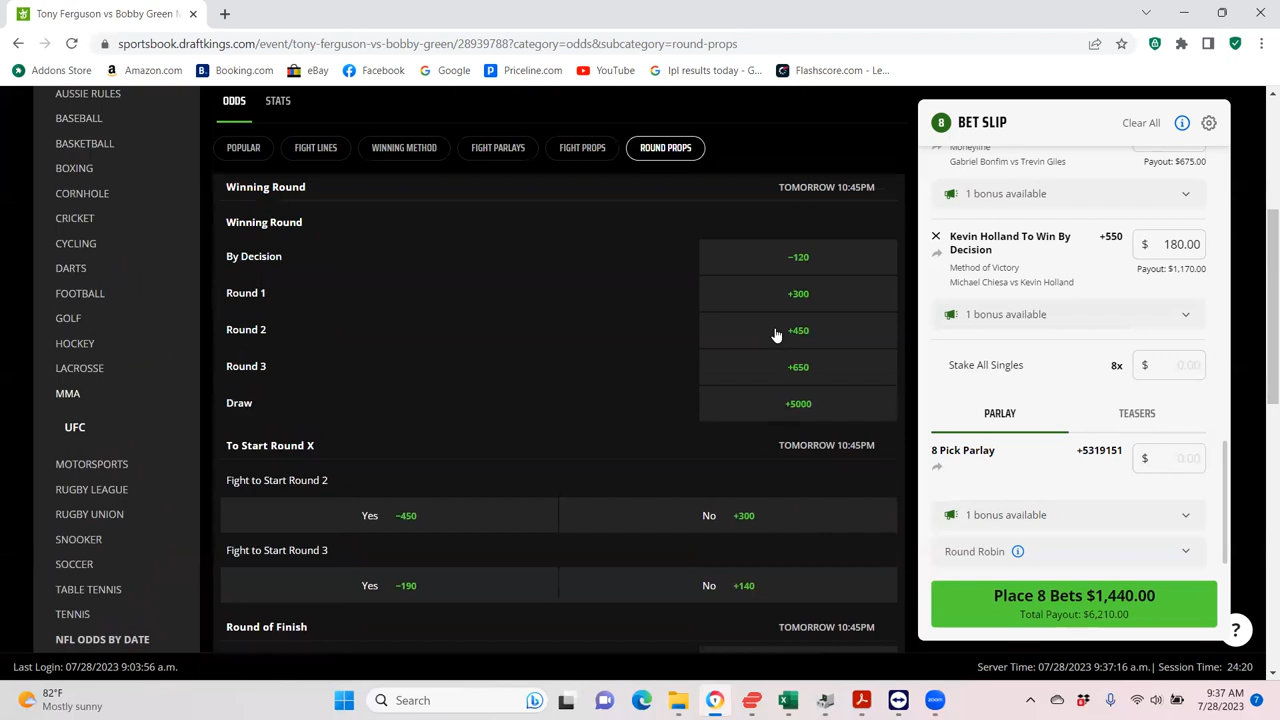 Tony Ferguson vs Bobby Green M
sportsbook.draftkings.com/event/tony-ferguson-vs-bobby-green/28939788?category=odds&subcategory=round-props
Addons Store
Amazon.com
Booking.com
eBay
Facebook
Google
Priceline.com
YouTube
Ipl results today - G...
Flashscore.com - Le...
AUSSIE RULES
BASEBALL
BASKETBALL
BOXING
CORNHOLE
CRICKET
CYCLING
DARTS
FOOTBALL
GOLF
HOCKEY
LACROSSE
MMA
UFC
MOTORSPORTS
RUGBY LEAGUE
RUGBY UNION
SNOOKER
SOCCER
TABLE TENNIS
TENNIS
NFL ODDS BY DATE
ODDS STATS
POPULAR FIGHT LINES WINNING METHOD FIGHT PARLAYS FIGHT PROPS ROUND PROPS
Winning Round TOMORROW 10:45PM
Winning Round
By Decision −120
Round 1 +300
Round 2 +450
Round 3 +650
Draw +5000
To Start Round X TOMORROW 10:45PM
Fight to Start Round 2
Yes −450 No +300
Fight to Start Round 3
Yes −190 No +140
Round of Finish TOMORROW 10:45PM
8 BET SLIP Clear All
Moneyline
Gabriel Bonfim vs Trevin Giles Payout: $675.00
1 bonus available
Kevin Holland To Win By +550 $ 180.00
Decision
Method of Victory Payout: $1,170.00
Michael Chiesa vs Kevin Holland
1 bonus available
Stake All Singles 8x $ 0.00
PARLAY TEASERS
8 Pick Parlay +5319151 $ 0.00
1 bonus available
Round Robin
Place 8 Bets $1,440.00
Total Payout: $6,210.00
?
Last Login: 07/28/2023 9:03:56 a.m. Server Time: 07/28/2023 9:37:16 a.m.| Session Time: 24:20
82°F
Mostly sunny
Search
zoom
9:37 AM
7/28/2023
7